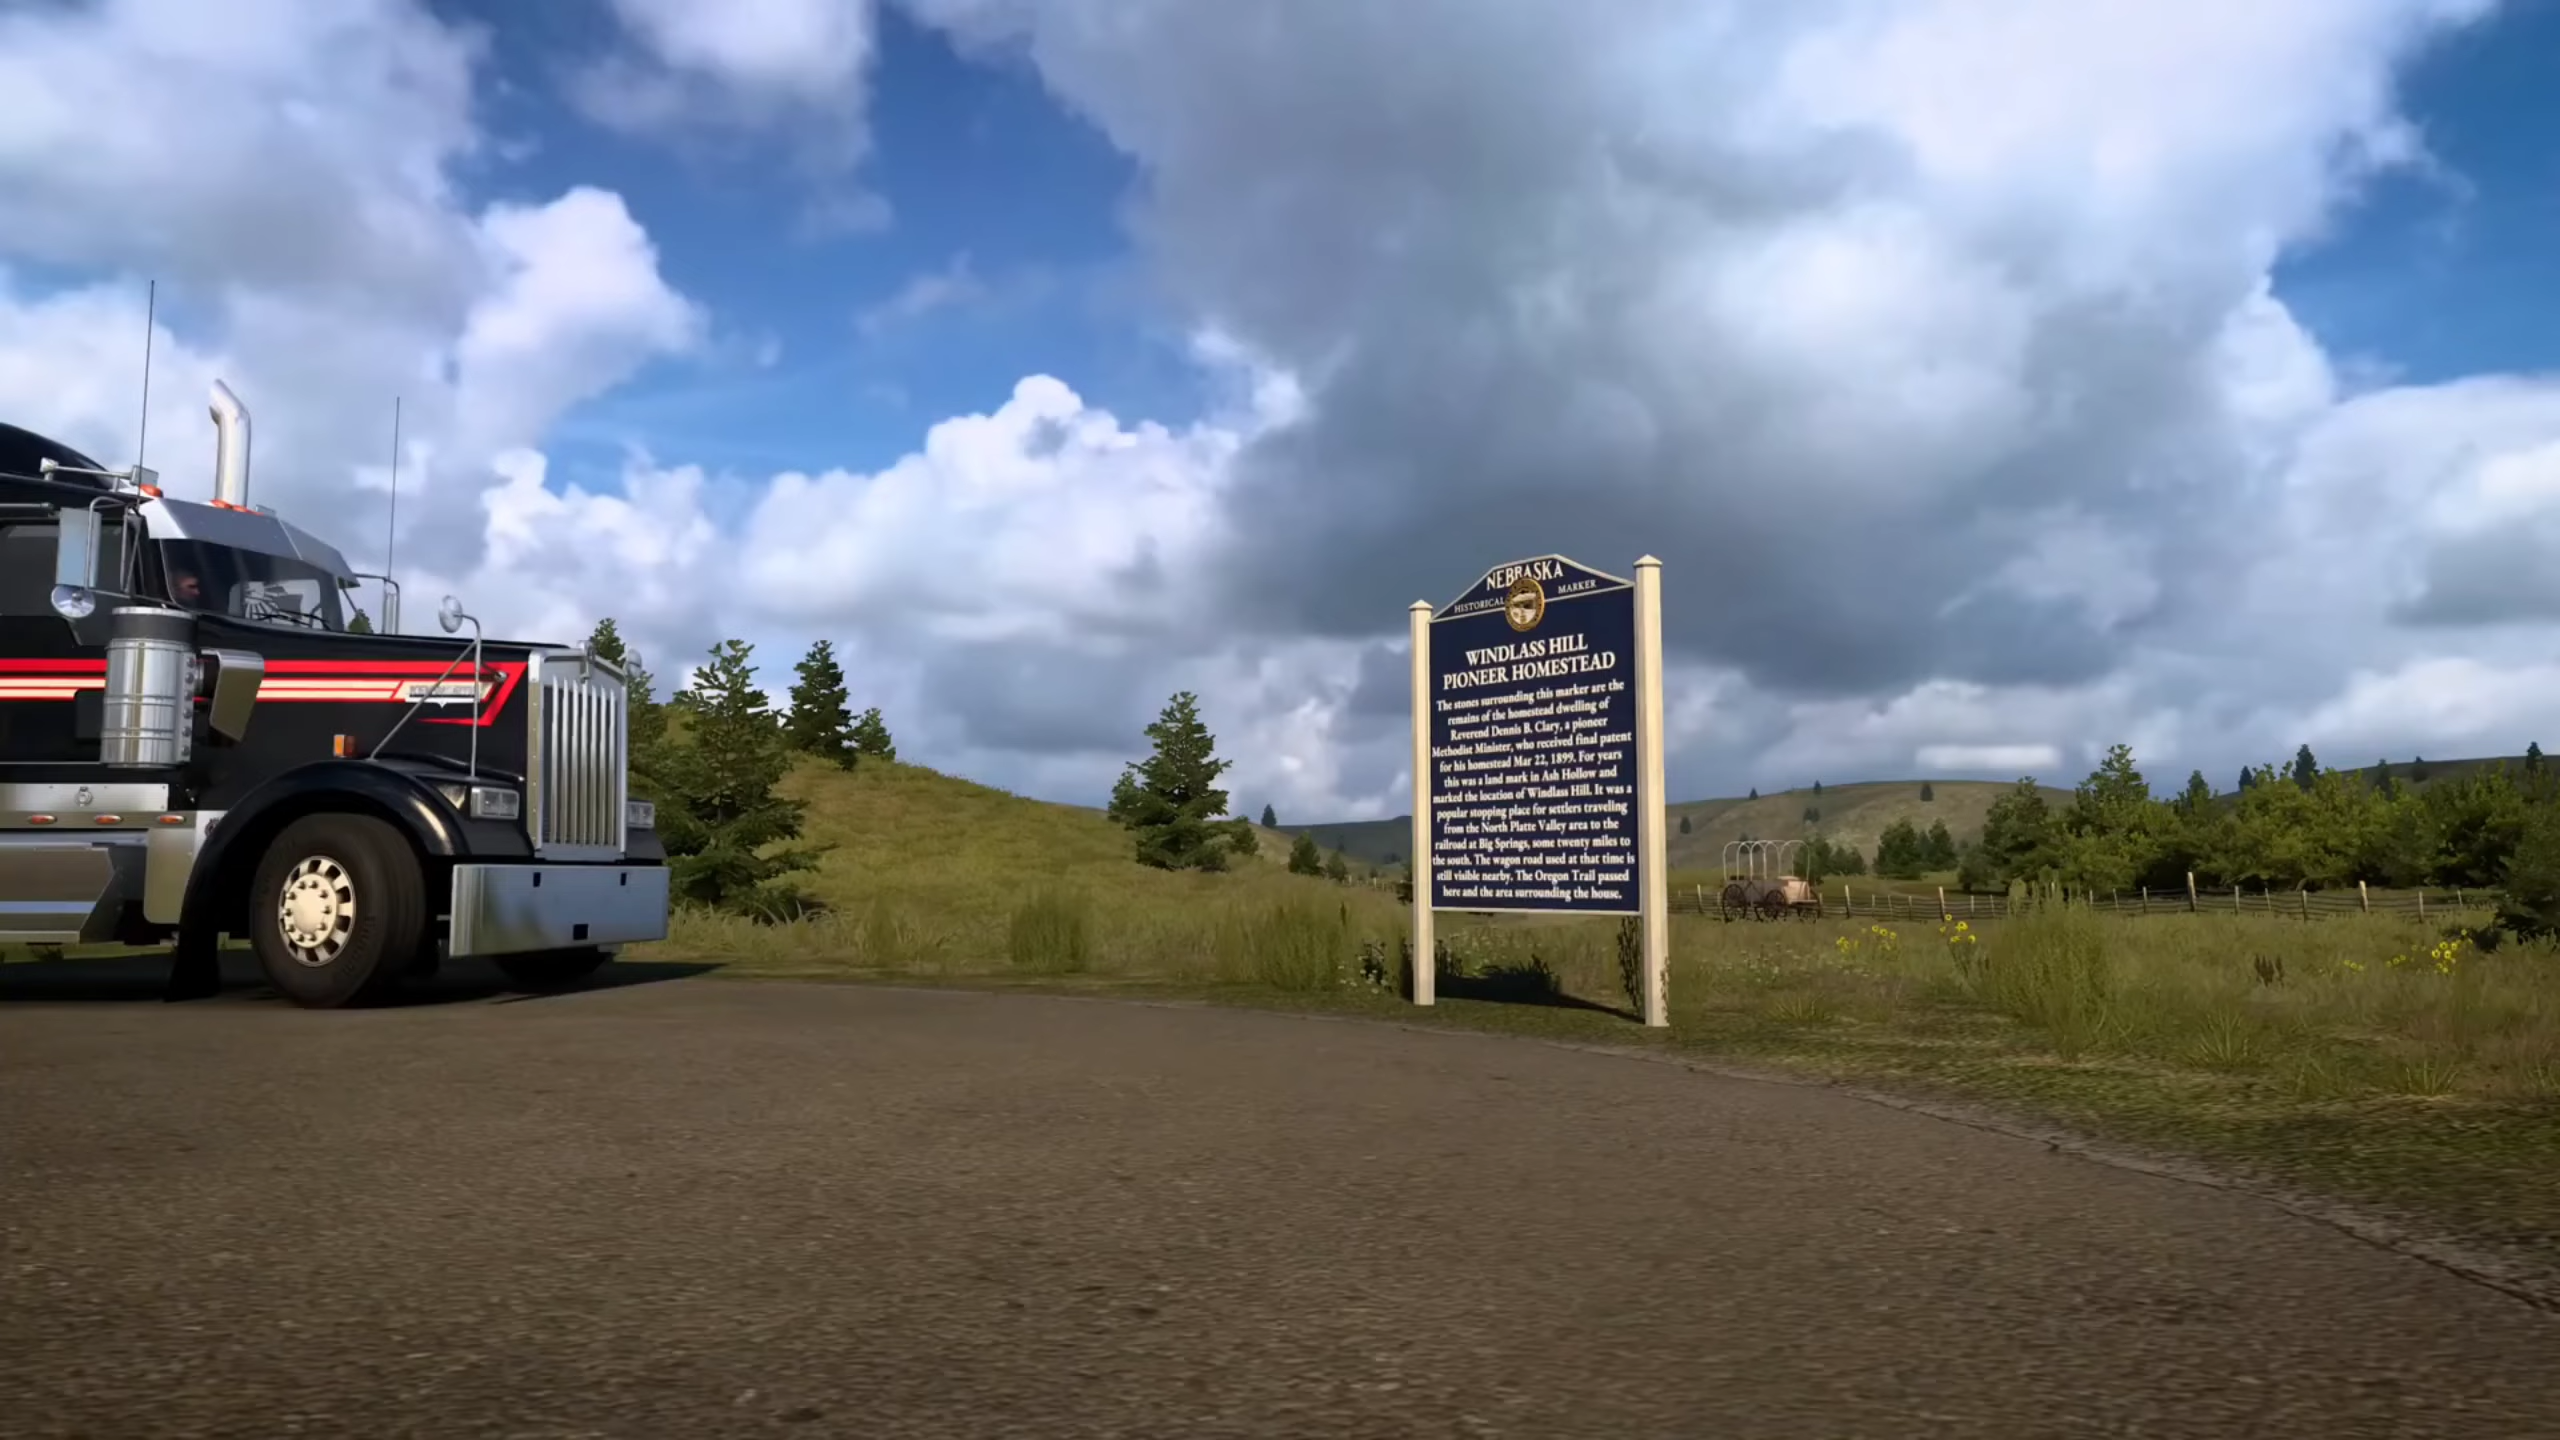 NEBRASKA
HISTORICAL MARKER
WINDLASS HILL
PIONEER HOMESTEAD
The stones surrounding this marker are the
remains of the homestead dwelling of
Reverend Dennis B. Clary, a pioneer
Methodist Minister, who received final patent
for his homestead Mar 22, 1899. For years
this was a land mark in Ash Hollow and
marked the location of Windlass Hill. It was a
popular stopping place for settlers traveling
from the North Platte Valley area to the
railroad at Big Springs, some twenty miles to
the south. The wagon road used at that time is
still visible nearby. The Oregon Trail passed
here and the area surrounding the house.